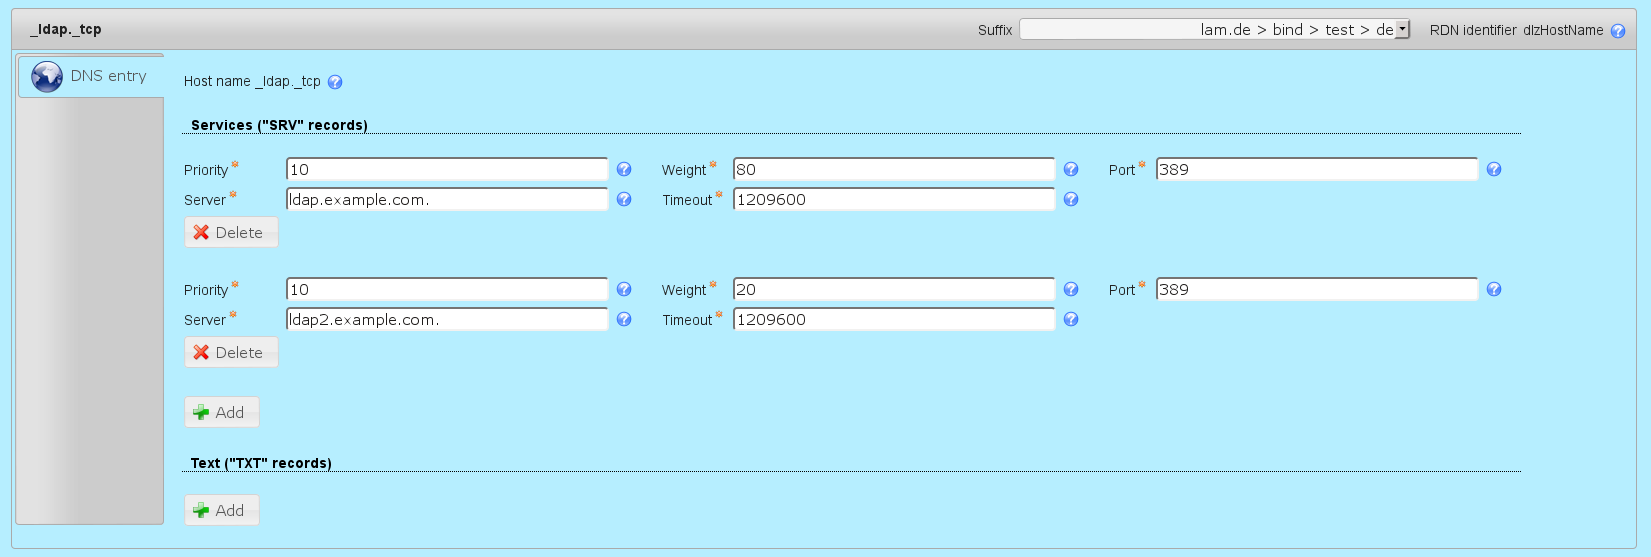 _ldap._tcp Suffix lam.de > bind > test > de RDN identifier dlzHostName
DNS entry
Host name _ldap._tcp
Services ("SRV" records)
Priority * 10 Weight * 80 Port * 389
Server * ldap.example.com. Timeout * 1209600
Delete
Priority * 10 Weight * 20 Port * 389
Server * ldap2.example.com. Timeout * 1209600
Delete
Add
Text ("TXT" records)
Add